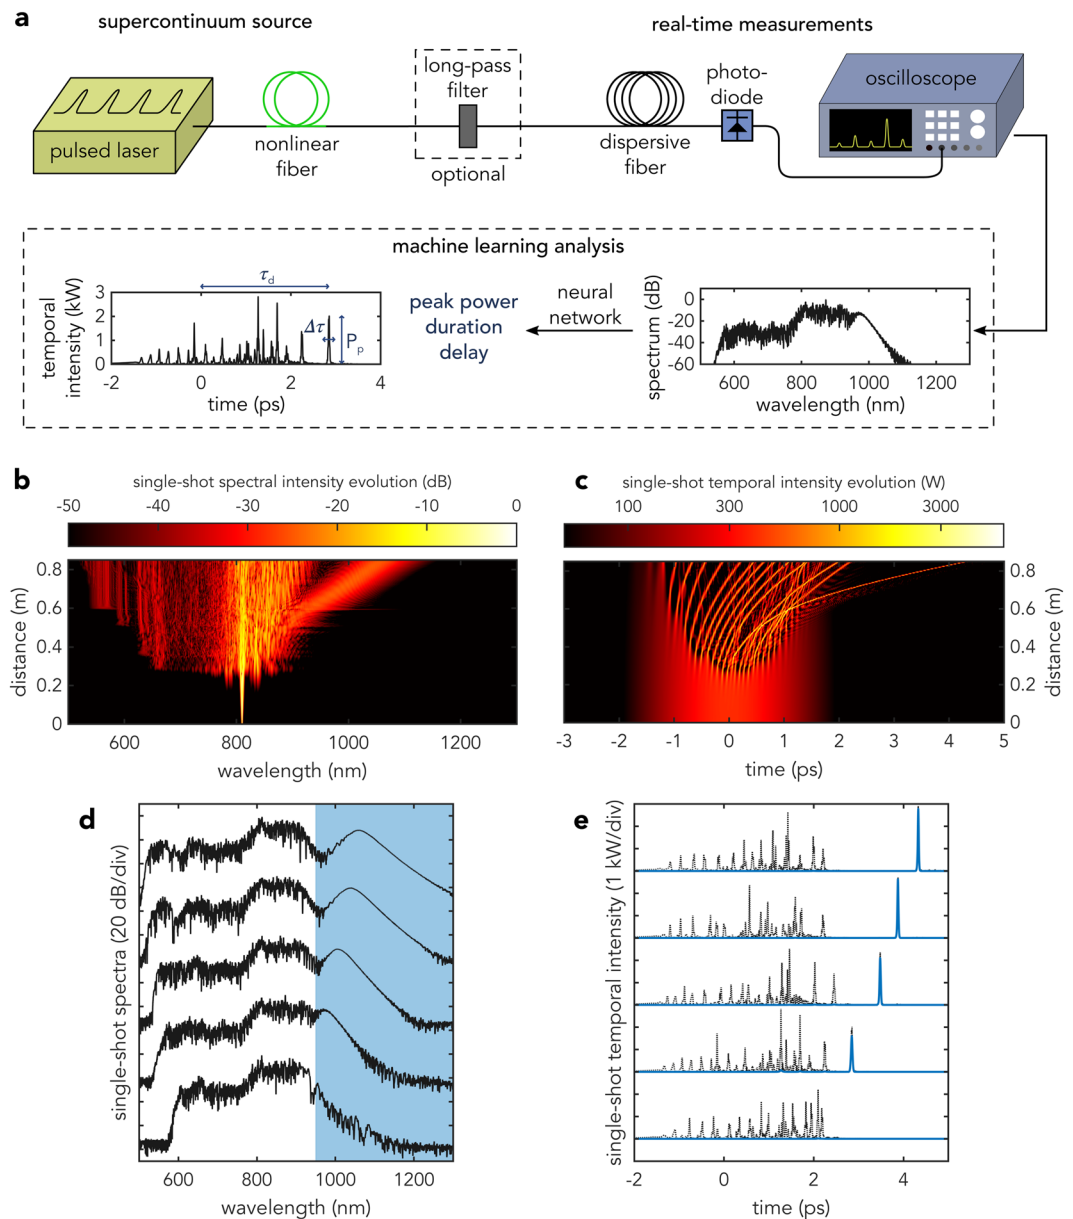 a
supercontinuum source
real-time measurements
long-pass
filter
photo-
diode
oscilloscope
pulsed laser
nonlinear
fiber
optional
dispersive
fiber
machine learning analysis
temporal
intensity (kW)
3
2
1
0
τd
Δτ
Pp
-2
0
2
4
time (ps)
peak power
duration
delay
neural
network
spectrum (dB)
0
-20
-40
-60
600
800
1000
1200
wavelength (nm)
b
single-shot spectral intensity evolution (dB)
-50
-40
-30
-20
-10
0
distance (m)
0.8
0.6
0.4
0.2
0
600
800
1000
1200
wavelength (nm)
c
single-shot temporal intensity evolution (W)
100
300
1000
3000
0.8
0.6
0.4
0.2
0
distance (m)
-3
-2
-1
0
1
2
3
4
5
time (ps)
d
single-shot spectra (20 dB/div)
600
800
1000
1200
wavelength (nm)
e
single-shot temporal intensity (1 kW/div)
-2
0
2
4
time (ps)